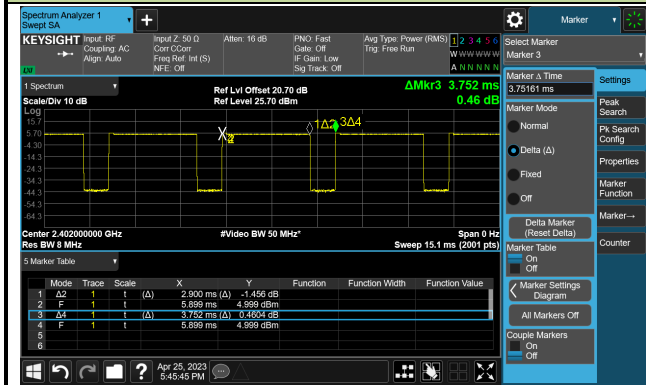 Spectrum Analyzer 1
Swept SA
+
Marker
KEYSIGHT
Input: RF
Coupling: AC
Align: Auto
Input Z: 50 Ω
Corr CCorr
Freq Ref: Int (S)
NFE: Off
Atten: 16 dB
PNO: Fast
Gate: Off
IF Gain: Low
Sig Track: Off
Avg Type: Power (RMS)
Trig: Free Run
1 2 3 4 5 6
W W W W W W
A N N N N N
LXI
1 Spectrum
Scale/Div 10 dB
Ref Lvl Offset 20.70 dB
Ref Level 25.70 dBm
ΔMkr3 3.752 ms
0.46 dB
Log
15.7
5.70
-4.30
-14.3
-24.3
-34.3
-44.3
-54.3
-64.3
1Δ2
3Δ4
Center 2.402000000 GHz
Res BW 8 MHz
#Video BW 50 MHz*
Span 0 Hz
Sweep 15.1 ms (2001 pts)
5 Marker Table
Mode Trace Scale X Y Function Function Width Function Value
1 Δ2 1 t (Δ) 2.900 ms (Δ) -1.456 dB
2 F 1 t 5.899 ms 4.999 dBm
3 Δ4 1 t (Δ) 3.752 ms (Δ) 0.4604 dB
4 F 1 t 5.899 ms 4.999 dBm
5
6
Select Marker
Marker 3
Marker Δ Time
3.75161 ms
Marker Mode
Normal
Delta (Δ)
Fixed
Off
Delta Marker
(Reset Delta)
Marker Table
On
Off
Marker Settings
Diagram
All Markers Off
Couple Markers
On
Off
Settings
Peak
Search
Pk Search
Config
Properties
Marker
Function
Marker→
Counter
?
Apr 25, 2023
5:45:45 PM